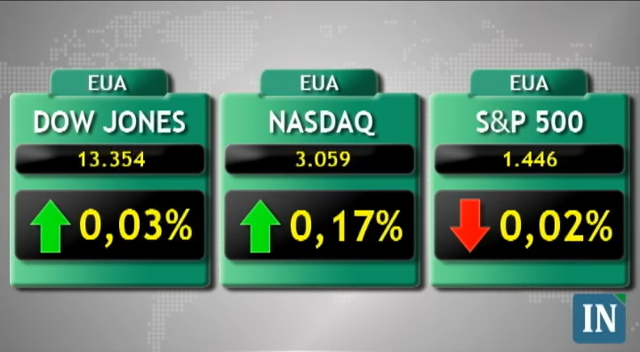 EUA
DOW JONES
13.354
0,03%
EUA
NASDAQ
3.059
0,17%
EUA
S&P 500
1.446
0,02%
IN